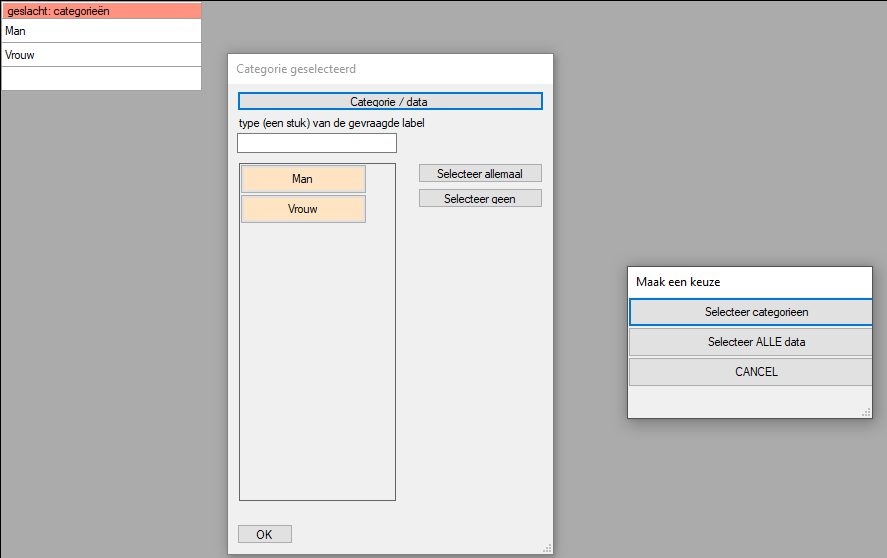 geslacht: categorieën
Man
Vrouw
Categorie geselecteerd
Categorie / data
type (een stuk) van de gevraagde label
Man
Vrouw
Selecteer allemaal
Selecteer geen
OK
Maak een keuze
Selecteer categorieen
Selecteer ALLE data
CANCEL